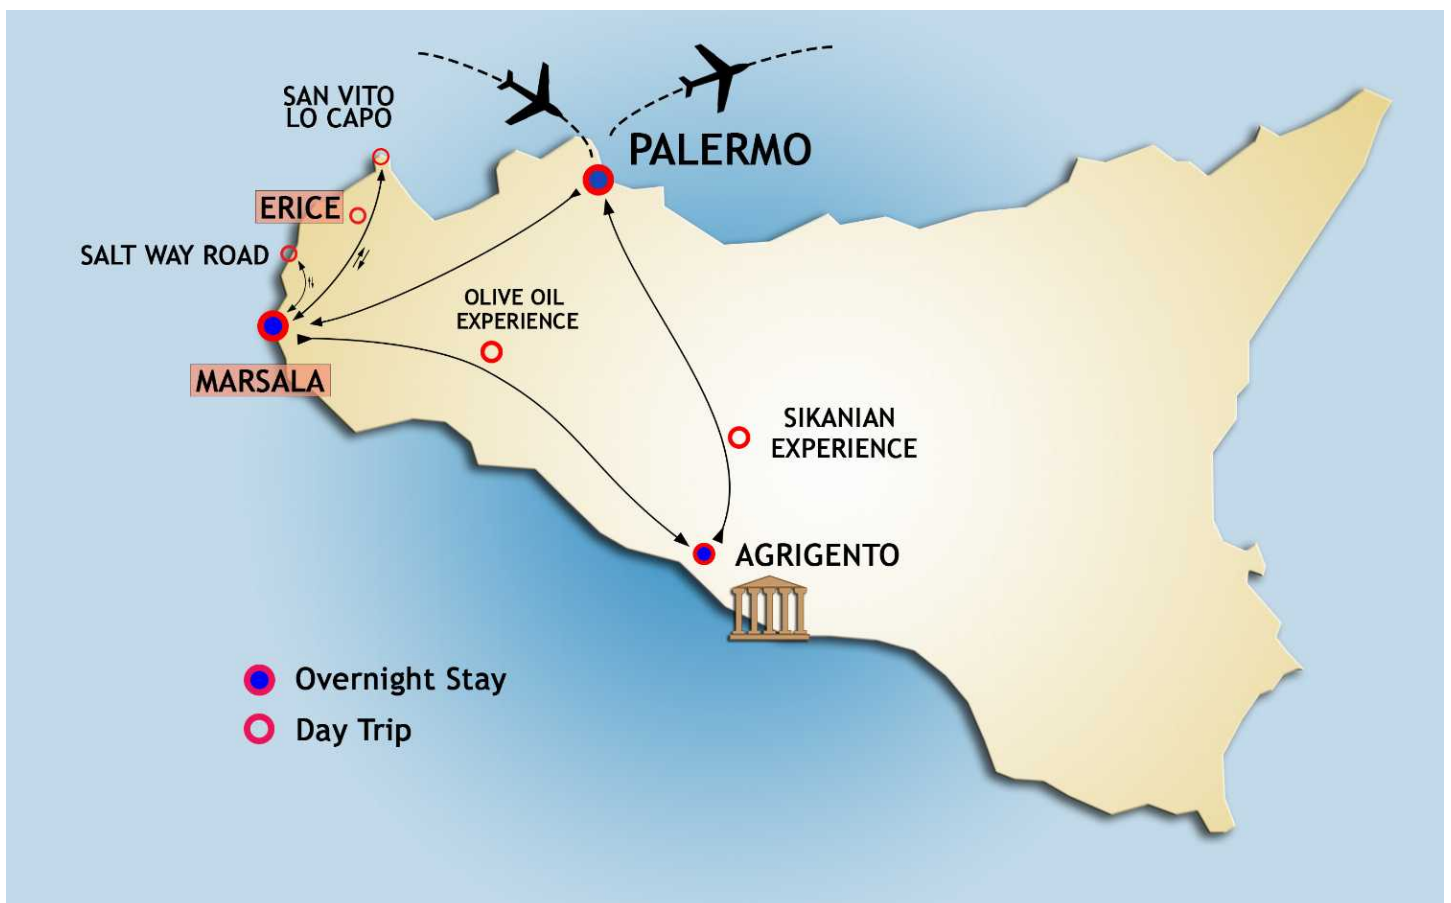 SAN VITO
LO CAPO
PALERMO
ERICE
SALT WAY ROAD
OLIVE OIL
EXPERIENCE
MARSALA
SIKANIAN
EXPERIENCE
AGRIGENTO
Overnight Stay
Day Trip